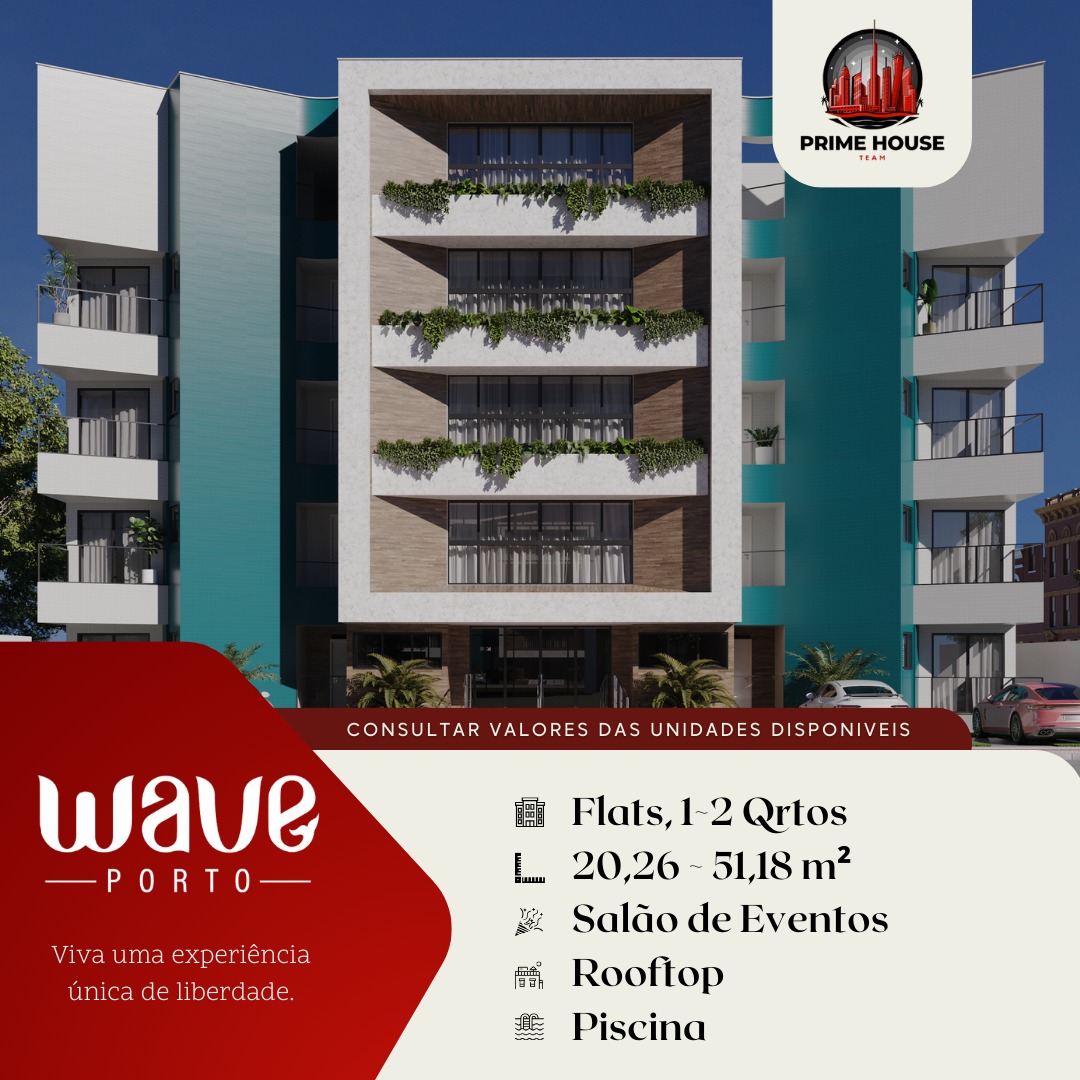 PRIME HOUSE
TEAM
CONSULTAR VALORES DAS UNIDADES DISPONIVEIS
wave
PORTO
Viva uma experiência
única de liberdade.
Flats, 1~2 Qrtos
20,26 ~ 51,18 m²
Salão de Eventos
Rooftop
Piscina